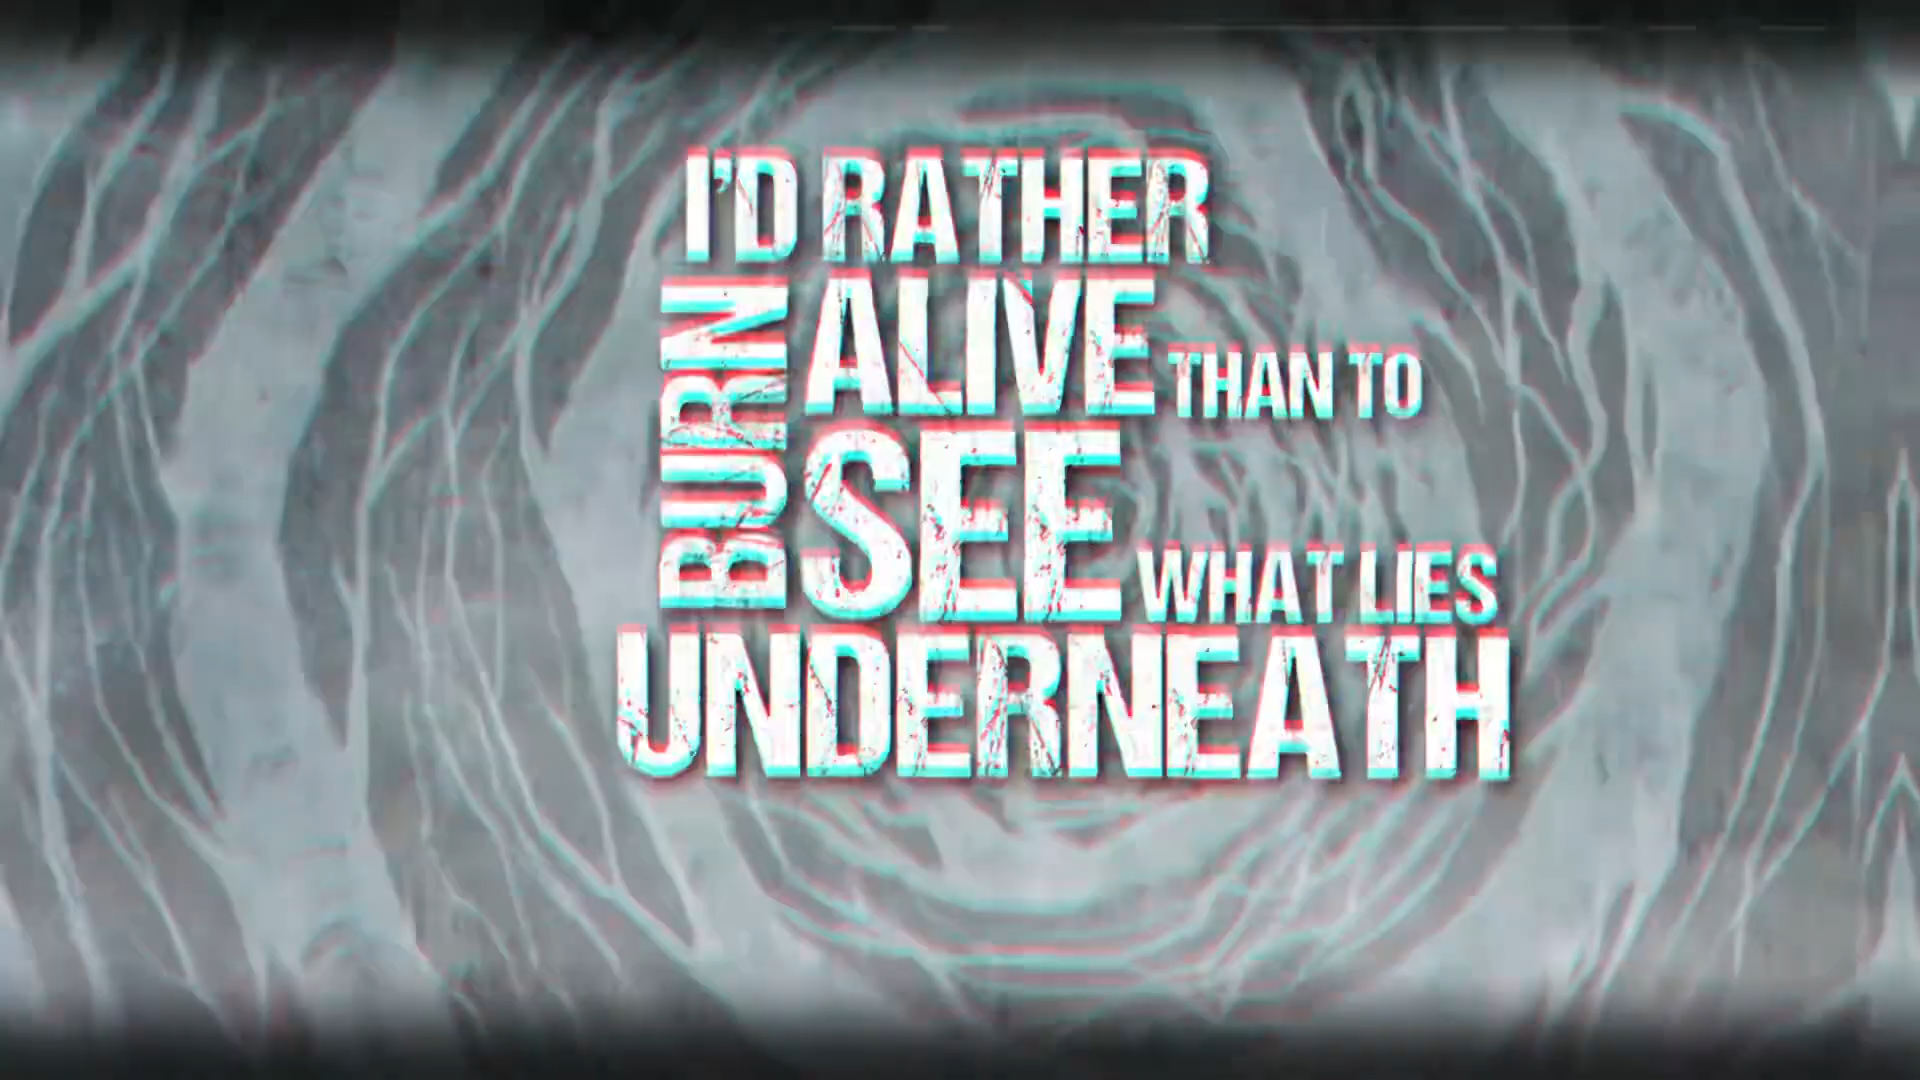 I'D RATHER
BURN
ALIVE
THAN TO
SEE
WHAT LIES
UNDERNEATH